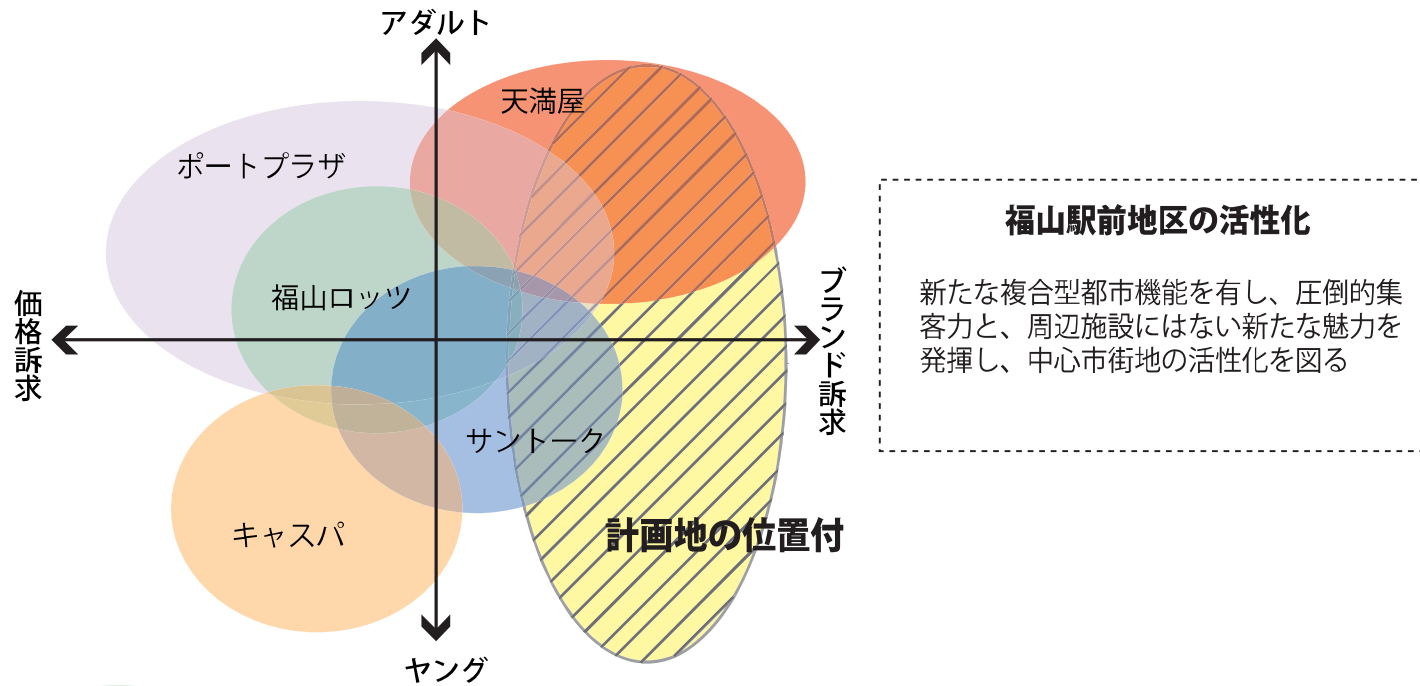 アダルト
天満屋
ポートプラザ
福山ロッツ
価格訴求
ブランド訴求
サントーク
キャスパ
計画地の位置付
ヤング
福山駅前地区の活性化
新たな複合型都市機能を有し、圧倒的集
客力と、周辺施設にはない新たな魅力を
発揮し、中心市街地の活性化を図る